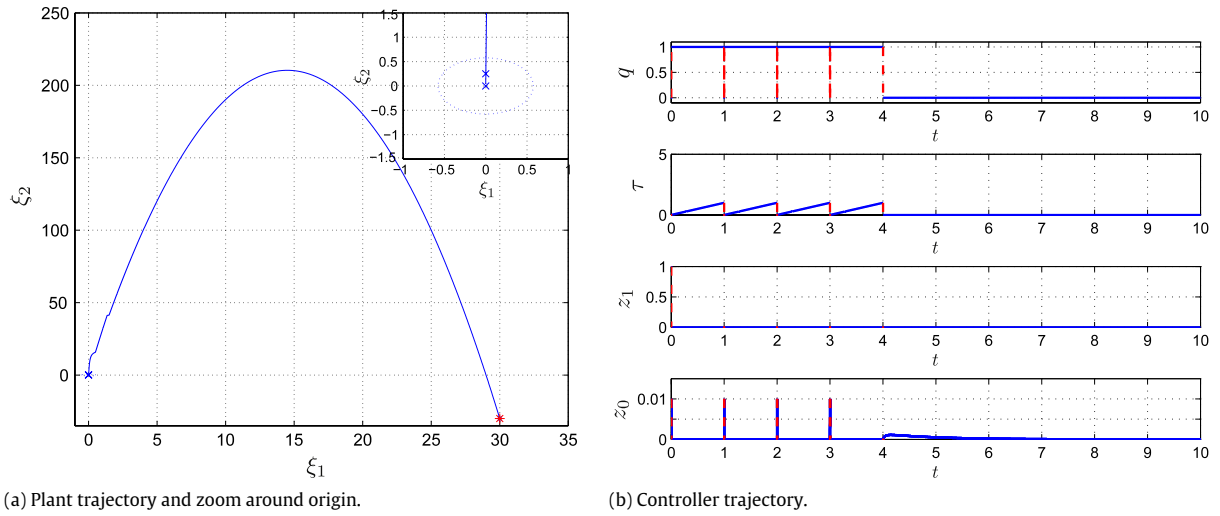 250
200
150
100
50
0
ξ2
0 5 10 15 20 25 30 35
ξ1
1.5
1
0.5
0
−0.5
−1
−1.5
ξ2
−1 −0.5 0 0.5 1
ξ1
(a) Plant trajectory and zoom around origin.
1
0.5
0
q
0 1 2 3 4 5 6 7 8 9 10
t
5
0
τ
0 1 2 3 4 5 6 7 8 9 10
t
1
0.5
0
z1
0 1 2 3 4 5 6 7 8 9 10
t
0.01
0
z0
0 1 2 3 4 5 6 7 8 9 10
t
(b) Controller trajectory.